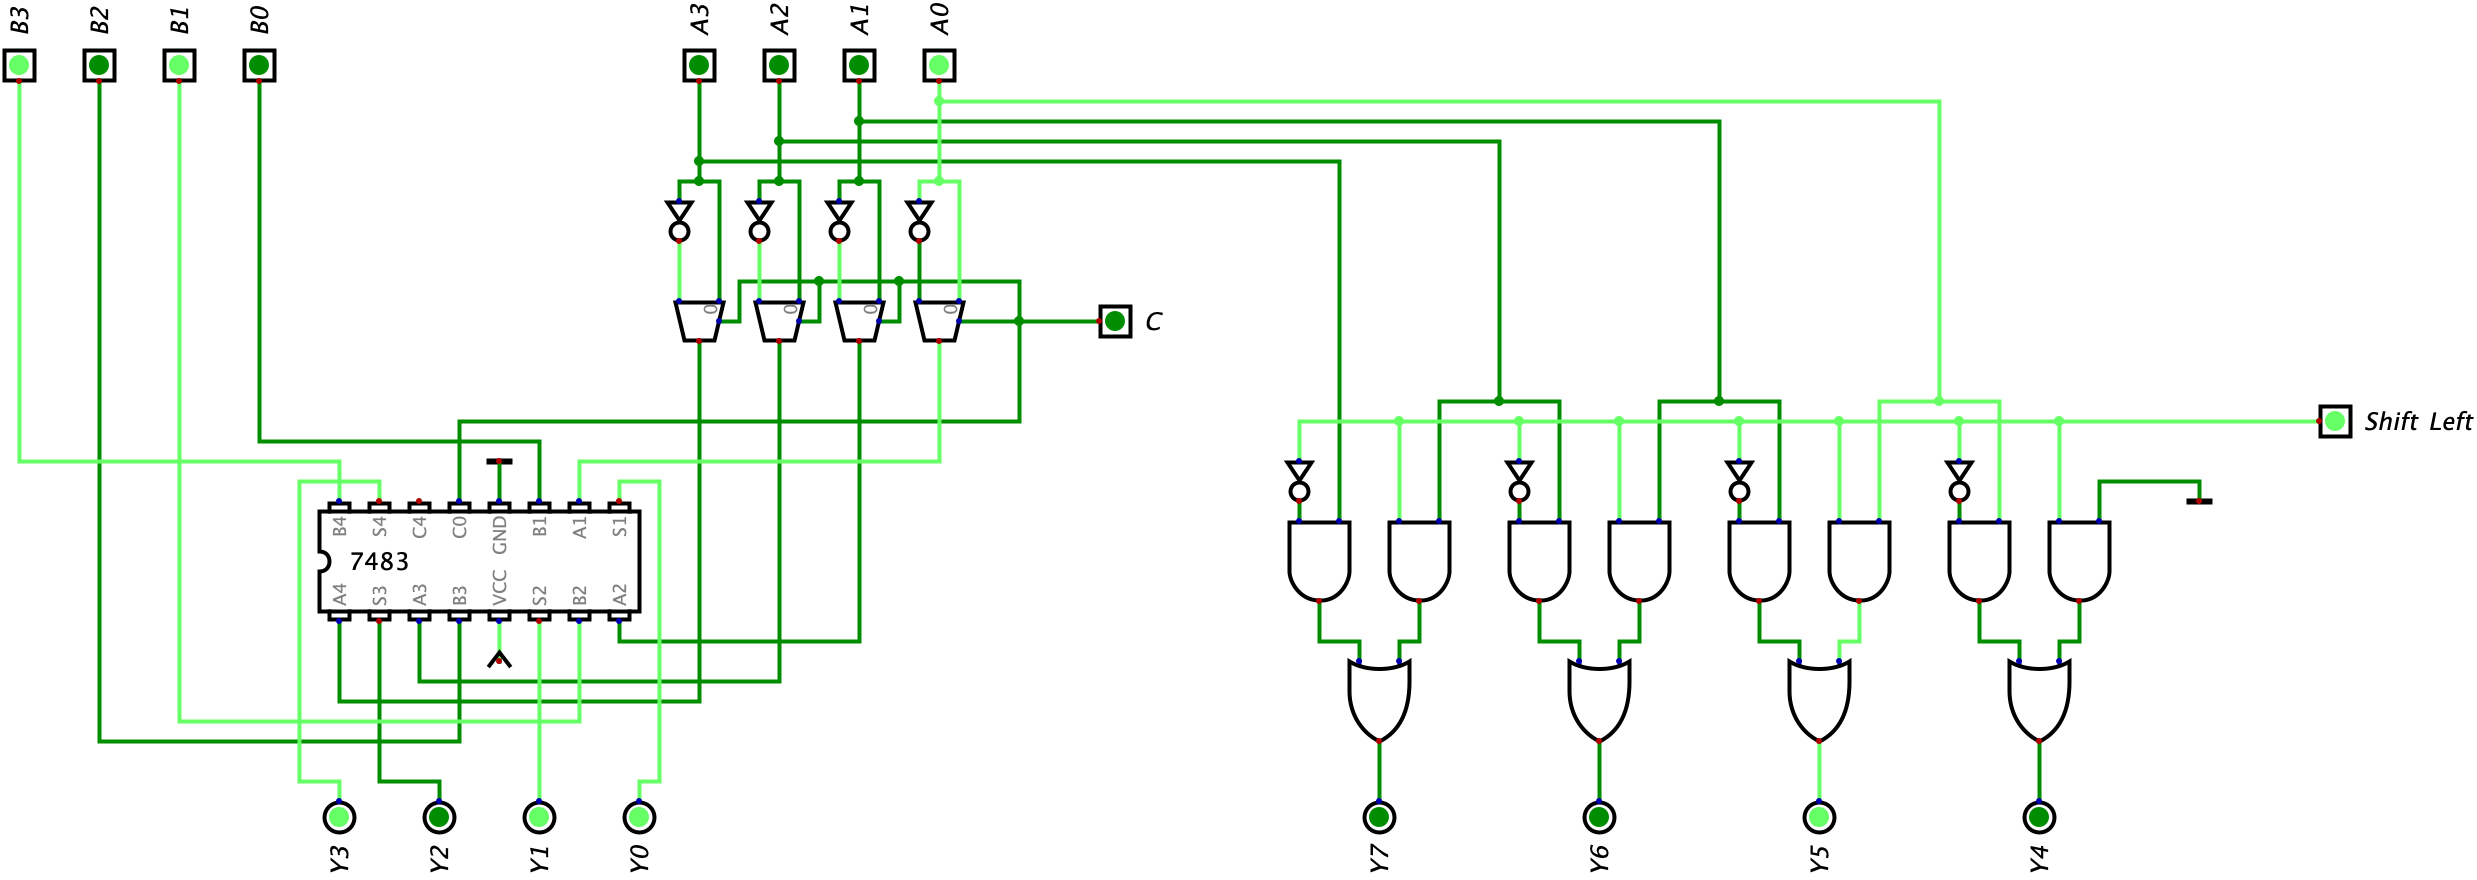 B3 B2 B1 B0 A3 A2 A1 A0
0 0 0 0
C
Shift Left
B4 S4 C4 C0 GND B1 A1 S1
7483
A4 S3 A3 B3 VCC S2 B2 A2
Y3 Y2 Y1 Y0 Y7 Y6 Y5 Y4